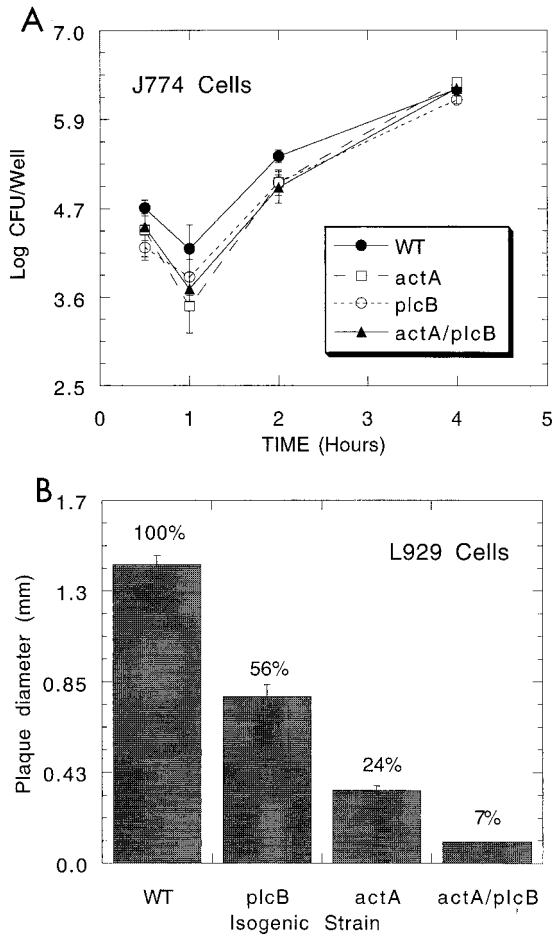 A
7.0
5.9
4.7
3.6
2.5
Log CFU/Well
J774 Cells
WT
actA
plcB
actA/plcB
0 1 2 3 4 5
TIME (Hours)
B
1.7
1.3
0.85
0.43
0.0
Plaque diameter (mm)
L929 Cells
100%
56%
24%
7%
WT plcB actA actA/plcB
Isogenic Strain